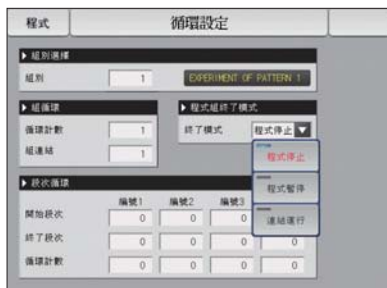 程式
循環設定
▶ 組別選擇
組別 1 EXPERIMENT OF PATTERN 1
▶ 組循環
循環計數 1
組連結 1
▶ 程式組終了模式
終了模式 程式停止
程式停止
程式暫停
連結運行
▶ 段次循環
編號1 編號2 編號3
開始段次 0 0 0 0
終了段次 0 0 0 0
循環計數 0 0 0 0